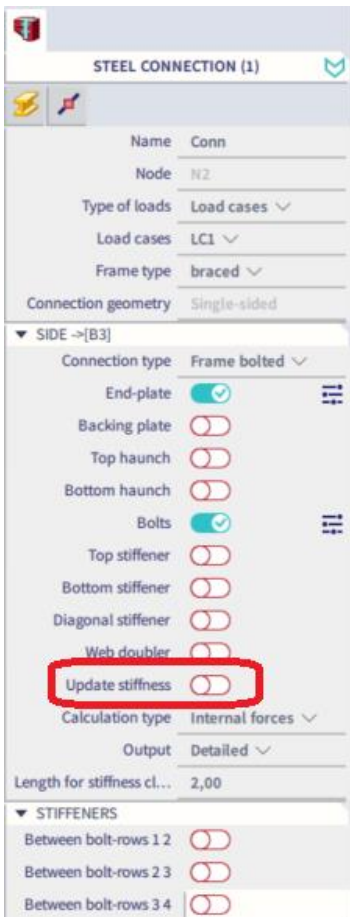 STEEL CONNECTION (1)
Name Conn
Node N2
Type of loads Load cases
Load cases LC1
Frame type braced
Connection geometry Single-sided
SIDE ->[B3]
Connection type Frame bolted
End-plate
Backing plate
Top haunch
Bottom haunch
Bolts
Top stiffener
Bottom stiffener
Diagonal stiffener
Web doubler
Update stiffness
Calculation type Internal forces
Output Detailed
Length for stiffness cl... 2,00
STIFFENERS
Between bolt-rows 1 2
Between bolt-rows 2 3
Between bolt-rows 3 4